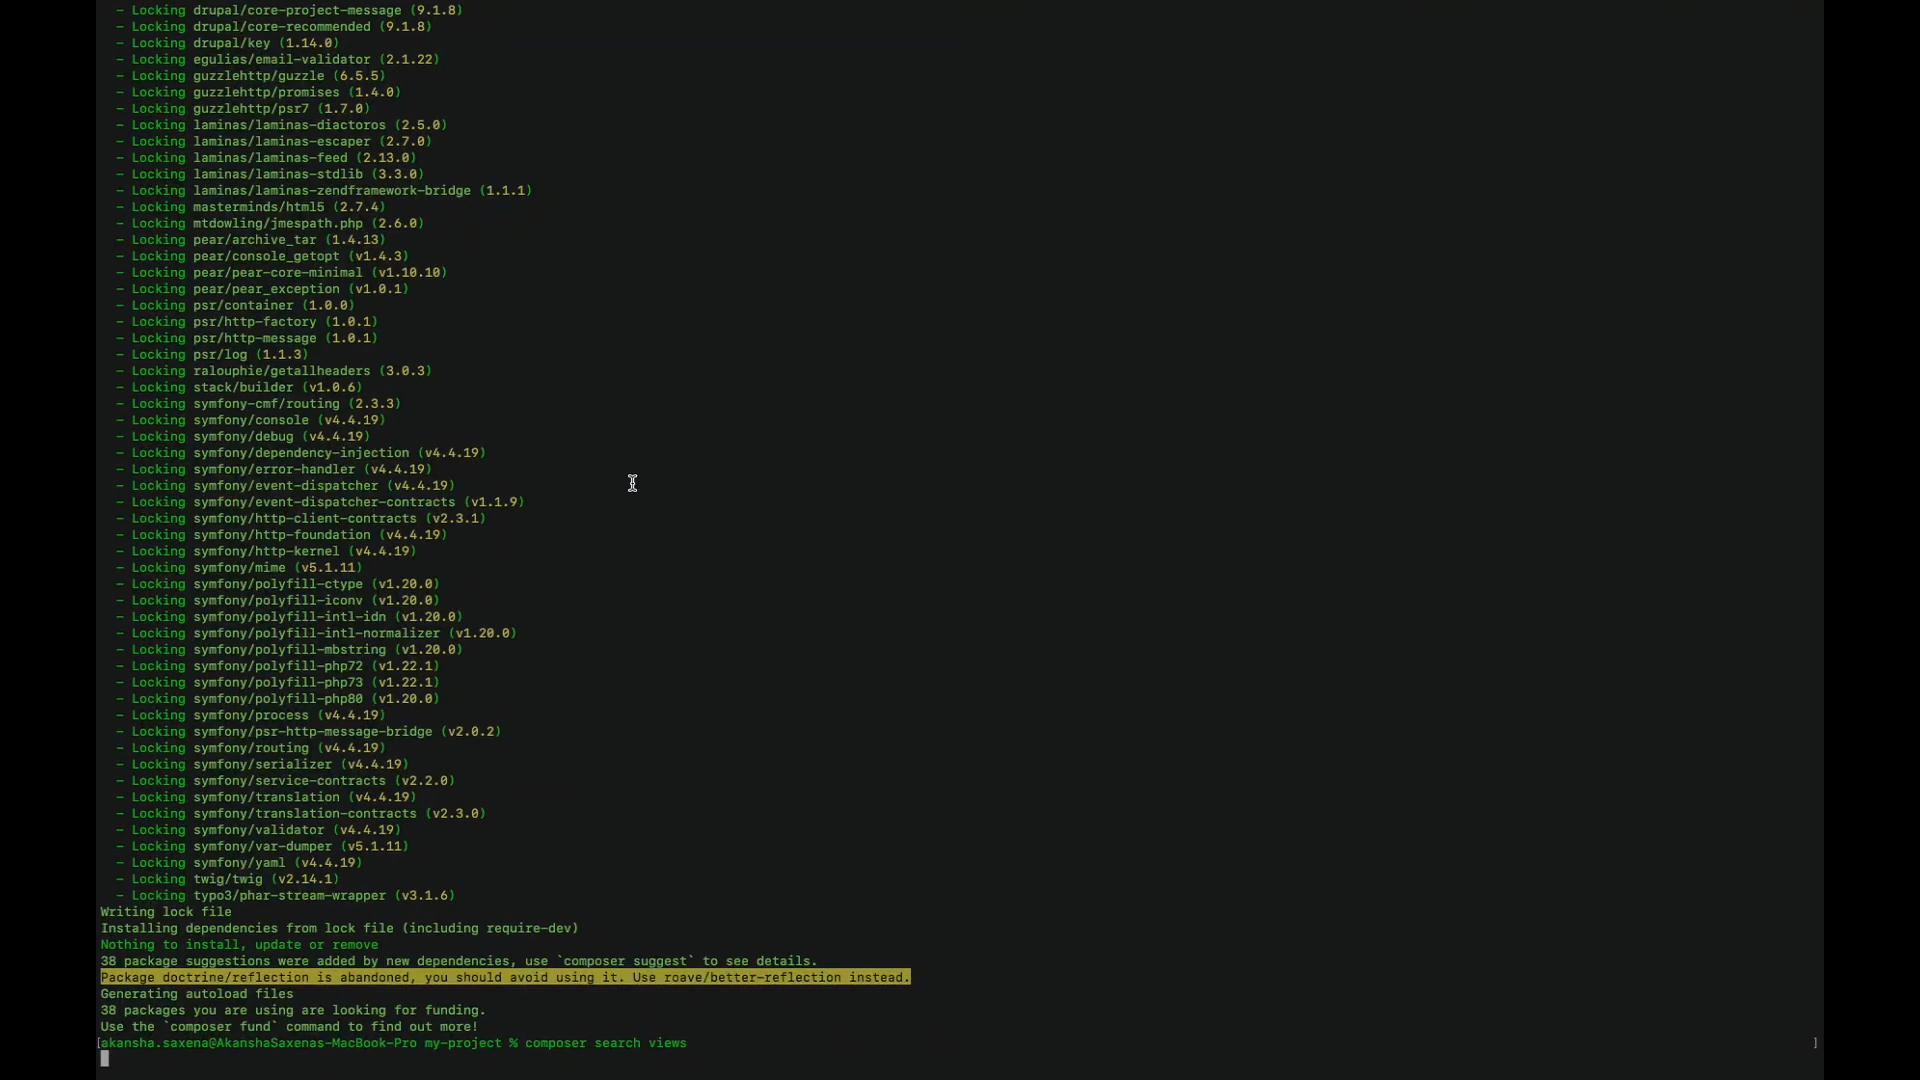 - Locking drupal/core-project-message (9.1.8)
- Locking drupal/core-recommended (9.1.8)
- Locking drupal/key (1.14.0)
- Locking egulias/email-validator (2.1.22)
- Locking guzzlehttp/guzzle (6.5.5)
- Locking guzzlehttp/promises (1.4.0)
- Locking guzzlehttp/psr7 (1.7.0)
- Locking laminas/laminas-diactoros (2.5.0)
- Locking laminas/laminas-escaper (2.7.0)
- Locking laminas/laminas-feed (2.13.0)
- Locking laminas/laminas-stdlib (3.3.0)
- Locking laminas/laminas-zendframework-bridge (1.1.1)
- Locking masterminds/html5 (2.7.4)
- Locking mtdowling/jmespath.php (2.6.0)
- Locking pear/archive_tar (1.4.13)
- Locking pear/console_getopt (v1.4.3)
- Locking pear/pear-core-minimal (v1.10.10)
- Locking pear/pear_exception (v1.0.1)
- Locking psr/container (1.0.0)
- Locking psr/http-factory (1.0.1)
- Locking psr/http-message (1.0.1)
- Locking psr/log (1.1.3)
- Locking ralouphie/getallheaders (3.0.3)
- Locking stack/builder (v1.0.6)
- Locking symfony-cmf/routing (2.3.3)
- Locking symfony/console (v4.4.19)
- Locking symfony/debug (v4.4.19)
- Locking symfony/dependency-injection (v4.4.19)
- Locking symfony/error-handler (v4.4.19)
- Locking symfony/event-dispatcher (v4.4.19)
- Locking symfony/event-dispatcher-contracts (v1.1.9)
- Locking symfony/http-client-contracts (v2.3.1)
- Locking symfony/http-foundation (v4.4.19)
- Locking symfony/http-kernel (v4.4.19)
- Locking symfony/mime (v5.1.11)
- Locking symfony/polyfill-ctype (v1.20.0)
- Locking symfony/polyfill-iconv (v1.20.0)
- Locking symfony/polyfill-intl-idn (v1.20.0)
- Locking symfony/polyfill-intl-normalizer (v1.20.0)
- Locking symfony/polyfill-mbstring (v1.20.0)
- Locking symfony/polyfill-php72 (v1.22.1)
- Locking symfony/polyfill-php73 (v1.22.1)
- Locking symfony/polyfill-php80 (v1.20.0)
- Locking symfony/process (v4.4.19)
- Locking symfony/psr-http-message-bridge (v2.0.2)
- Locking symfony/routing (v4.4.19)
- Locking symfony/serializer (v4.4.19)
- Locking symfony/service-contracts (v2.2.0)
- Locking symfony/translation (v4.4.19)
- Locking symfony/translation-contracts (v2.3.0)
- Locking symfony/validator (v4.4.19)
- Locking symfony/var-dumper (v5.1.11)
- Locking symfony/yaml (v4.4.19)
- Locking twig/twig (v2.14.1)
- Locking typo3/phar-stream-wrapper (v3.1.6)
Writing lock file
Installing dependencies from lock file (including require-dev)
Nothing to install, update or remove
38 package suggestions were added by new dependencies, use `composer suggest` to see details.
Package doctrine/reflection is abandoned, you should avoid using it. Use roave/better-reflection instead.
Generating autoload files
38 packages you are using are looking for funding.
Use the `composer fund` command to find out more!
[akansha.saxena@AkanshaSaxenas-MacBook-Pro my-project % composer search views ]